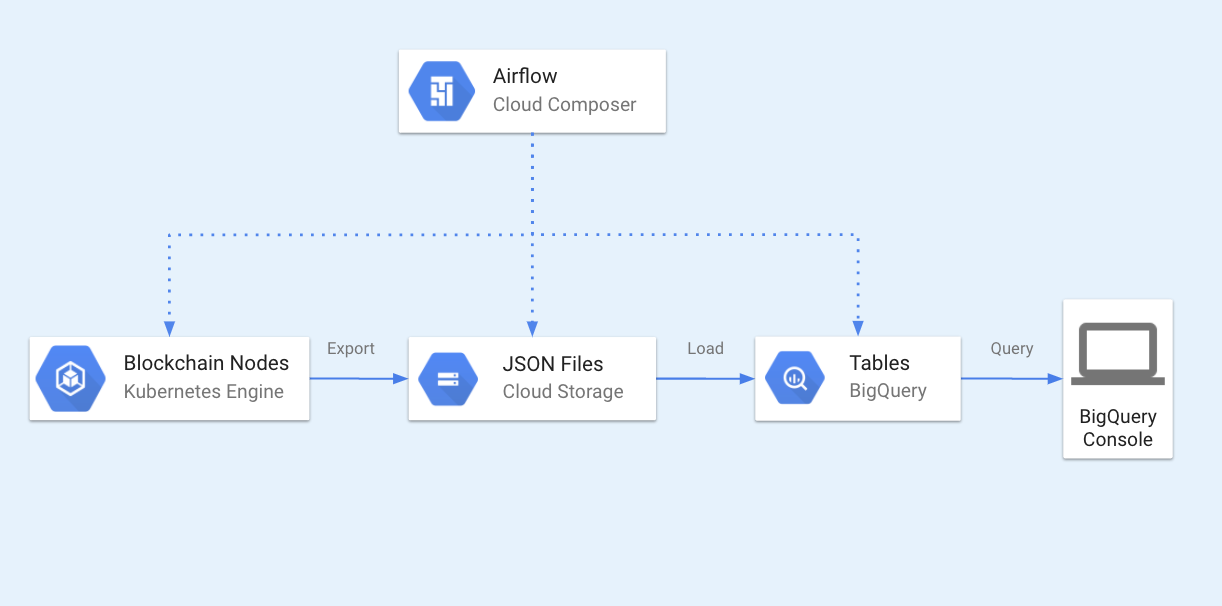 Airflow
Cloud Composer
Blockchain Nodes
Kubernetes Engine
Export
JSON Files
Cloud Storage
Load
Tables
BigQuery
Query
BigQuery
Console